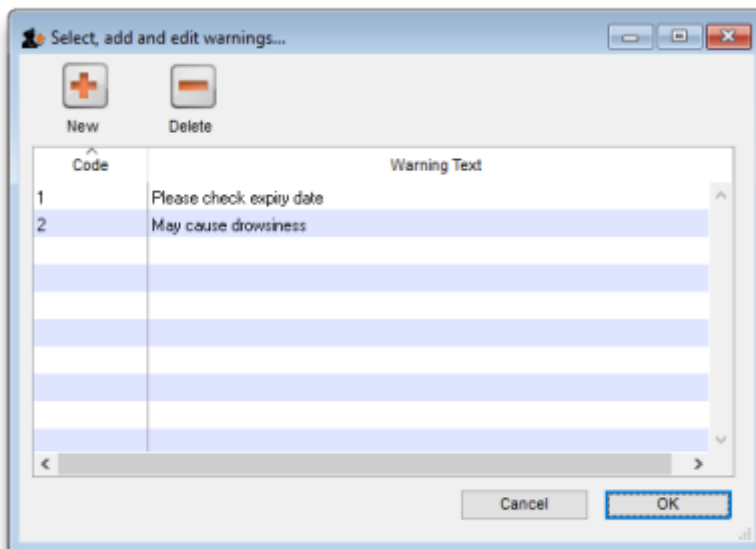 Select, add and edit warnings...
New Delete
Code Warning Text
1 Please check expiry date
2 May cause drowsiness
Cancel OK